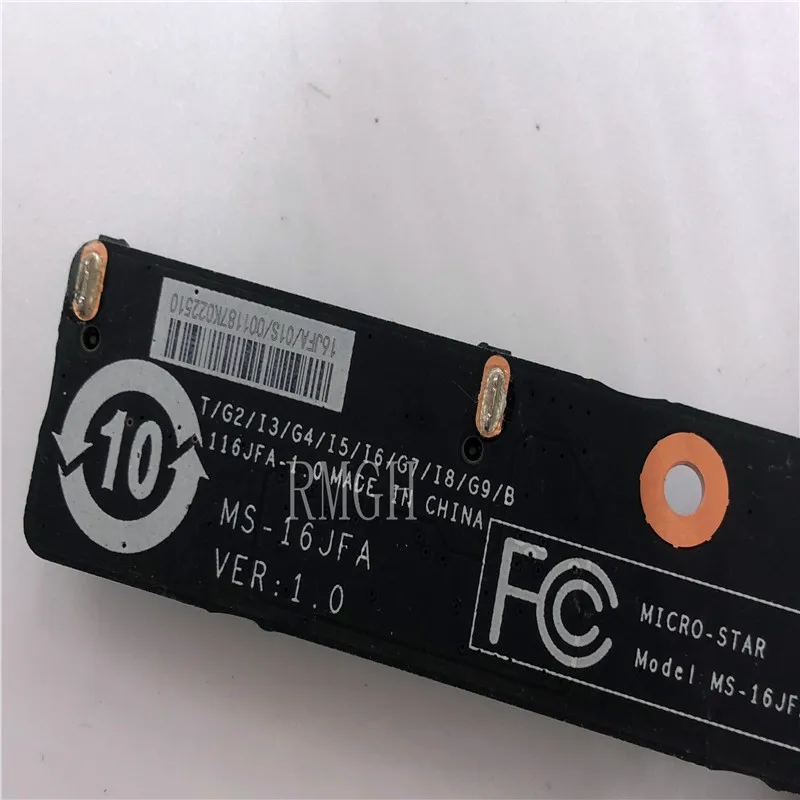 16JFA/01S/001187K022510
T/G2/I3/G4/I5/I6/G7/I8/G9/B
116JFA-1.0 MADE IN CHINA
RMGH
10
MS-16JFA
VER:1.0
FC
MICRO-STAR
Model MS-16JF